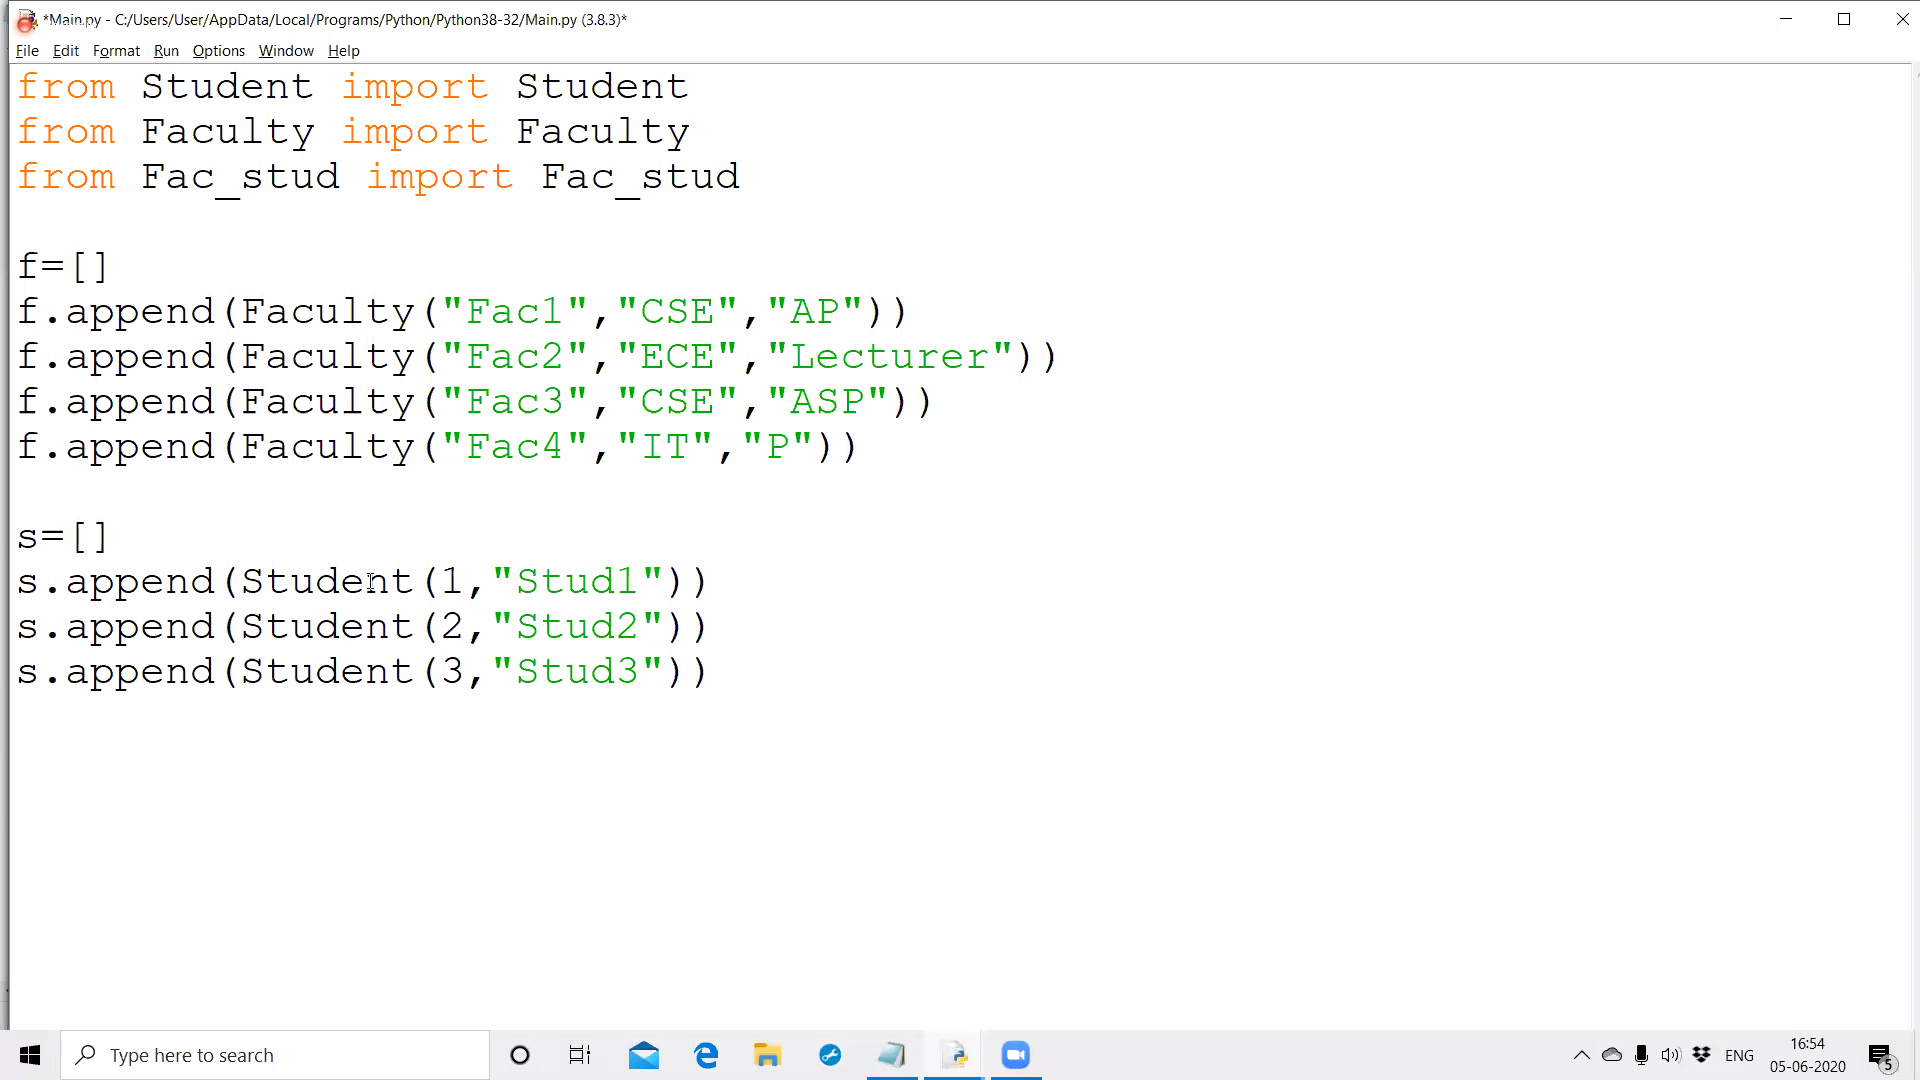 *Main.py - C:/Users/User/AppData/Local/Programs/Python/Python38-32/Main.py (3.8.3)*
File Edit Format Run Options Window Help
from Student import Student
from Faculty import Faculty
from Fac_stud import Fac_stud
f=[]
f.append(Faculty("Fac1","CSE","AP"))
f.append(Faculty("Fac2","ECE","Lecturer"))
f.append(Faculty("Fac3","CSE","ASP"))
f.append(Faculty("Fac4","IT","P"))
s=[]
s.append(Student(1,"Stud1"))
s.append(Student(2,"Stud2"))
s.append(Student(3,"Stud3"))
Type here to search
ENG
16:54
05-06-2020
5